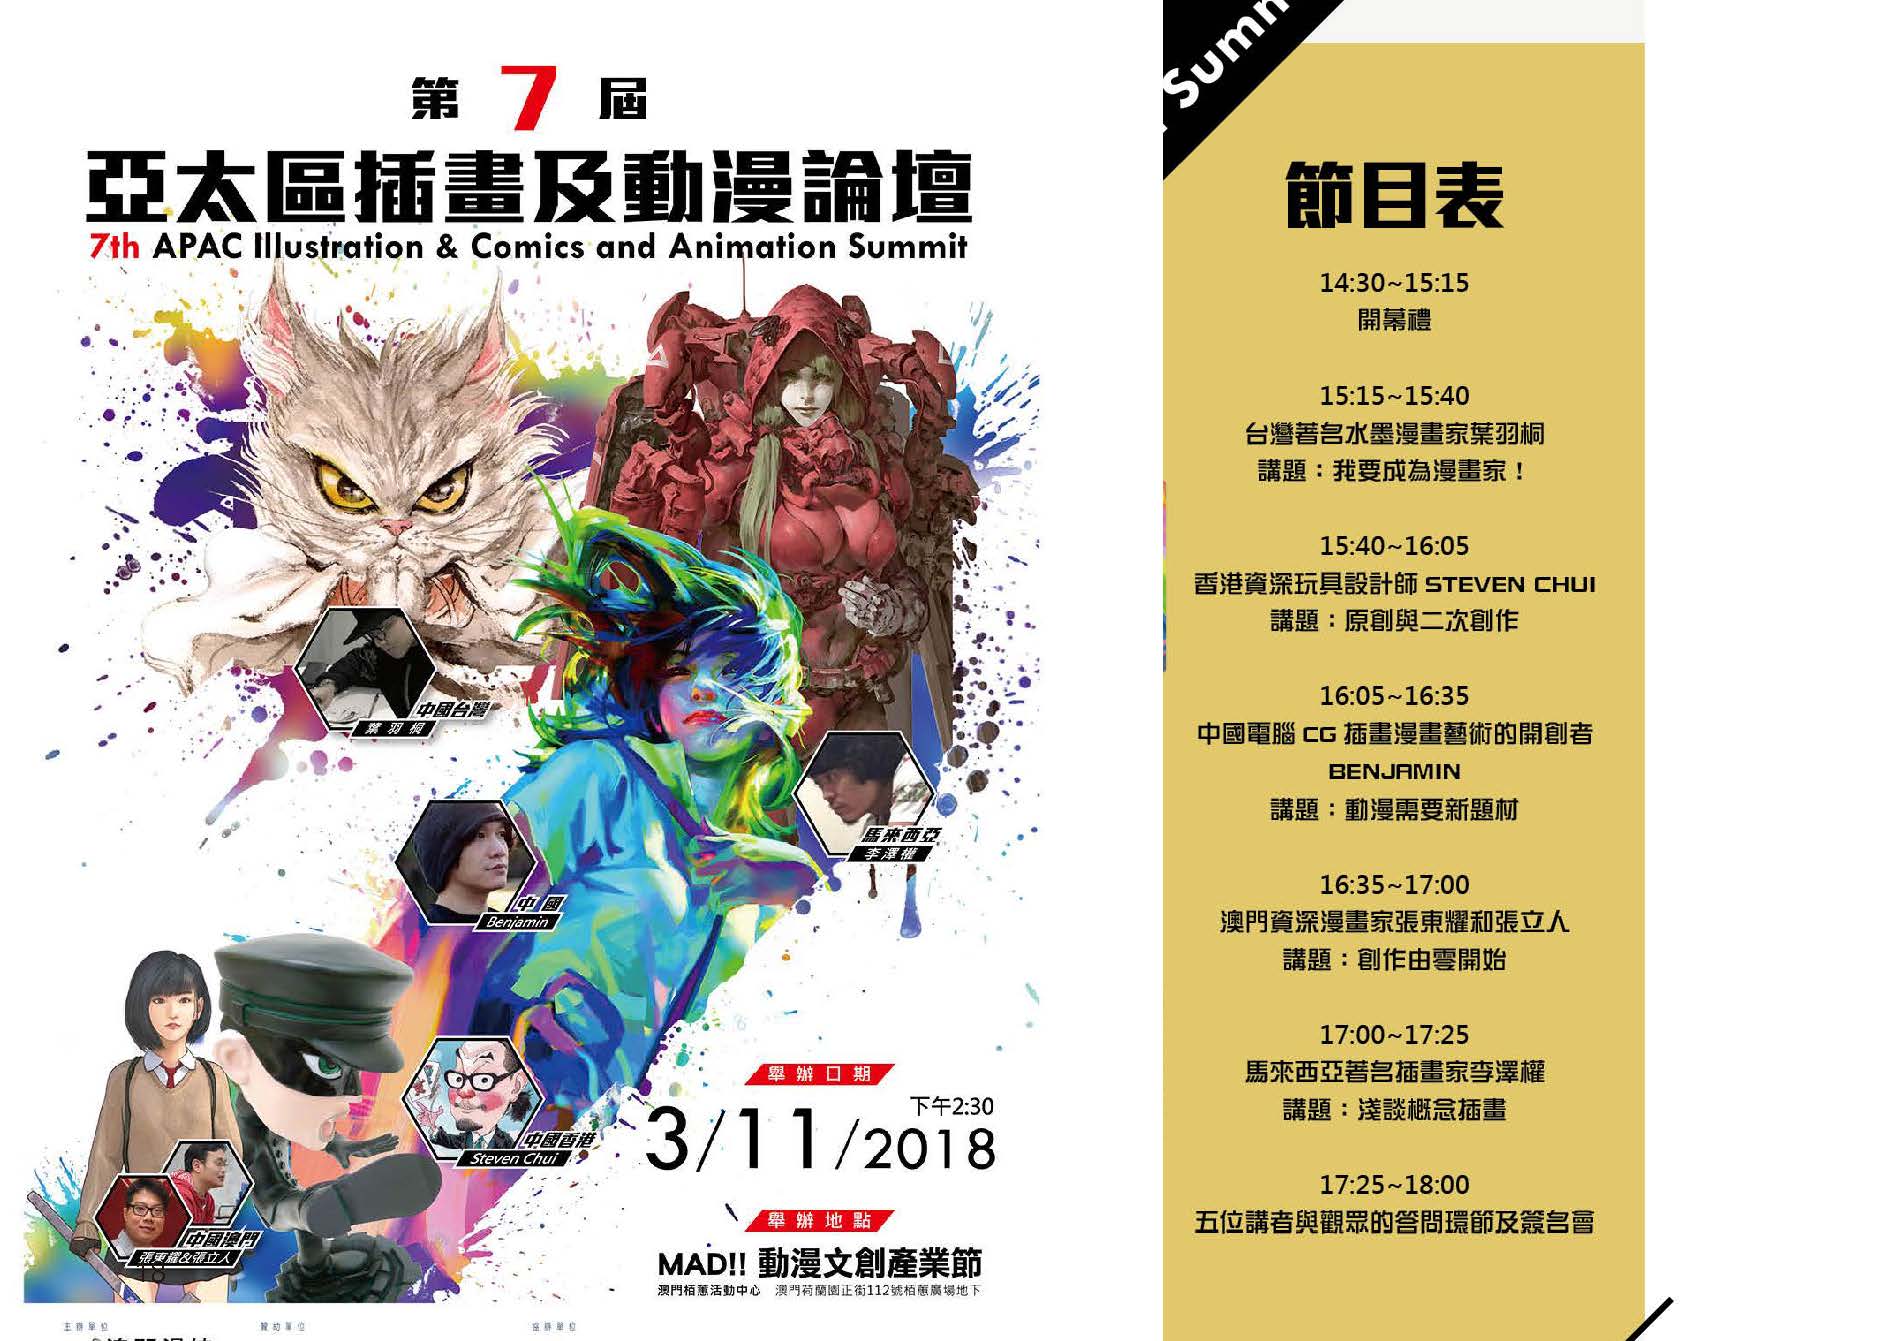 第 7 屆
亞太區插畫及動漫論壇
7th APAC Illustration & Comics and Animation Summit
中國台灣
葉羽桐
馬來西亞
李澤權
中國
Benjamin
中國香港
Steven Chui
中國澳門
張東耀&張立人
18
舉辦日期
下午2:30
3/11/2018
舉辦地點
MAD!! 動漫文創產業節
澳門栢蕙活動中心 澳門荷蘭園正街112號栢蕙廣場地下
主辦單位
贊助單位
協辦單位
Summ
節目表
14:30~15:15
開幕禮
15:15~15:40
台灣著名水墨漫畫家葉羽桐
講題：我要成為漫畫家！
15:40~16:05
香港資深玩具設計師 STEVEN CHUI
講題：原創與二次創作
16:05~16:35
中國電腦 CG 插畫漫畫藝術的開創者
BENJAMIN
講題：動漫需要新題材
16:35~17:00
澳門資深漫畫家張東耀和張立人
講題：創作由零開始
17:00~17:25
馬來西亞著名插畫家李澤權
講題：淺談概念插畫
17:25~18:00
五位講者與觀眾的答問環節及簽名會